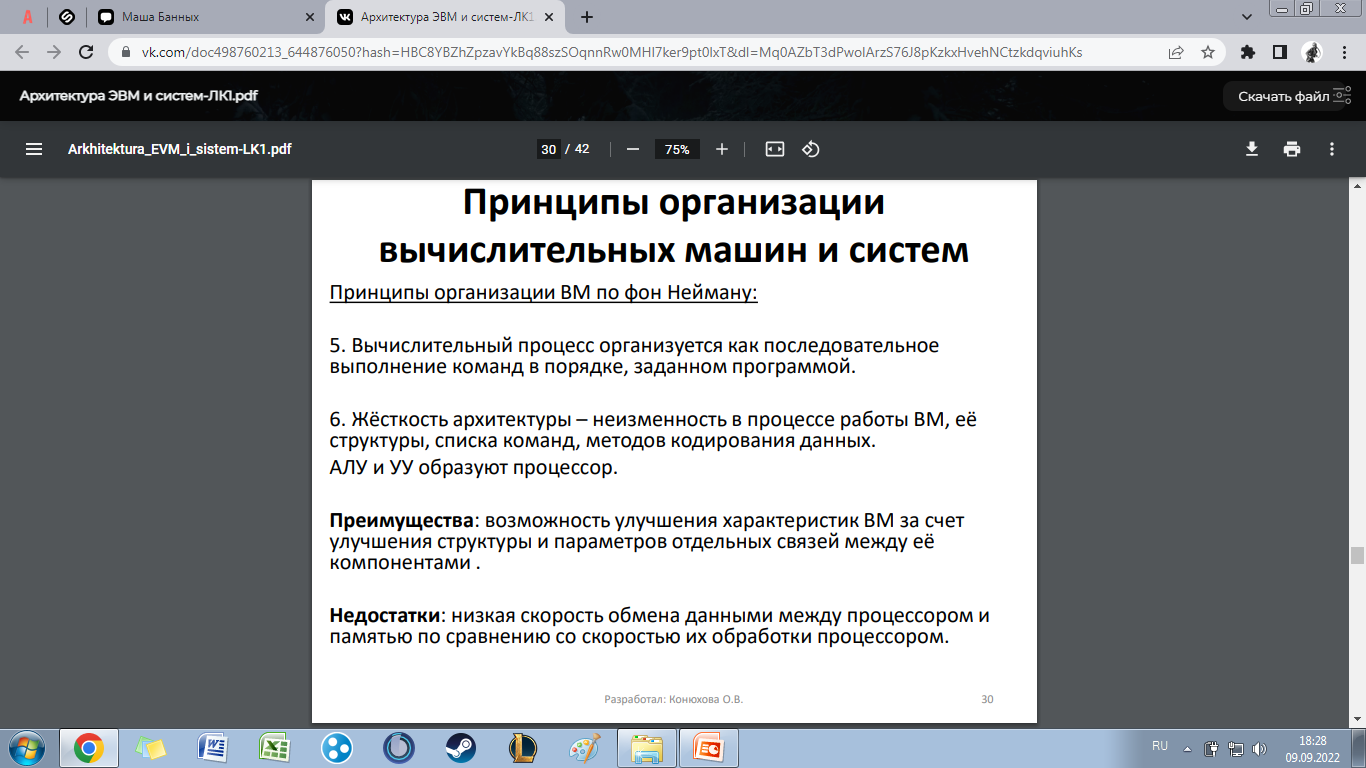 Маша Банных
Архитектура ЭВМ и систем-ЛК1
vk.com/doc498760213_644876050?hash=HBC8YBZhZpzavYkBq88szSOqnnRw0MHI7ker9pt0IxT&dl=Mq0AZbT3dPwoIArzS76J8pKzkxHvehNCtzkdqviuhKs
Архитектура ЭВМ и систем-ЛК1.pdf
Скачать файл
Arkhitektura_EVM_i_sistem-LK1.pdf
30 / 42
75%
Принципы организации
вычислительных машин и систем
Принципы организации ВМ по фон Нейману:
5. Вычислительный процесс организуется как последовательное
выполнение команд в порядке, заданном программой.
6. Жёсткость архитектуры – неизменность в процессе работы ВМ, её
структуры, списка команд, методов кодирования данных.
АЛУ и УУ образуют процессор.
Преимущества: возможность улучшения характеристик ВМ за счет
улучшения структуры и параметров отдельных связей между её
компонентами .
Недостатки: низкая скорость обмена данными между процессором и
памятью по сравнению со скоростью их обработки процессором.
Разработал: Конюхова О.В.
30
RU
18:28
09.09.2022